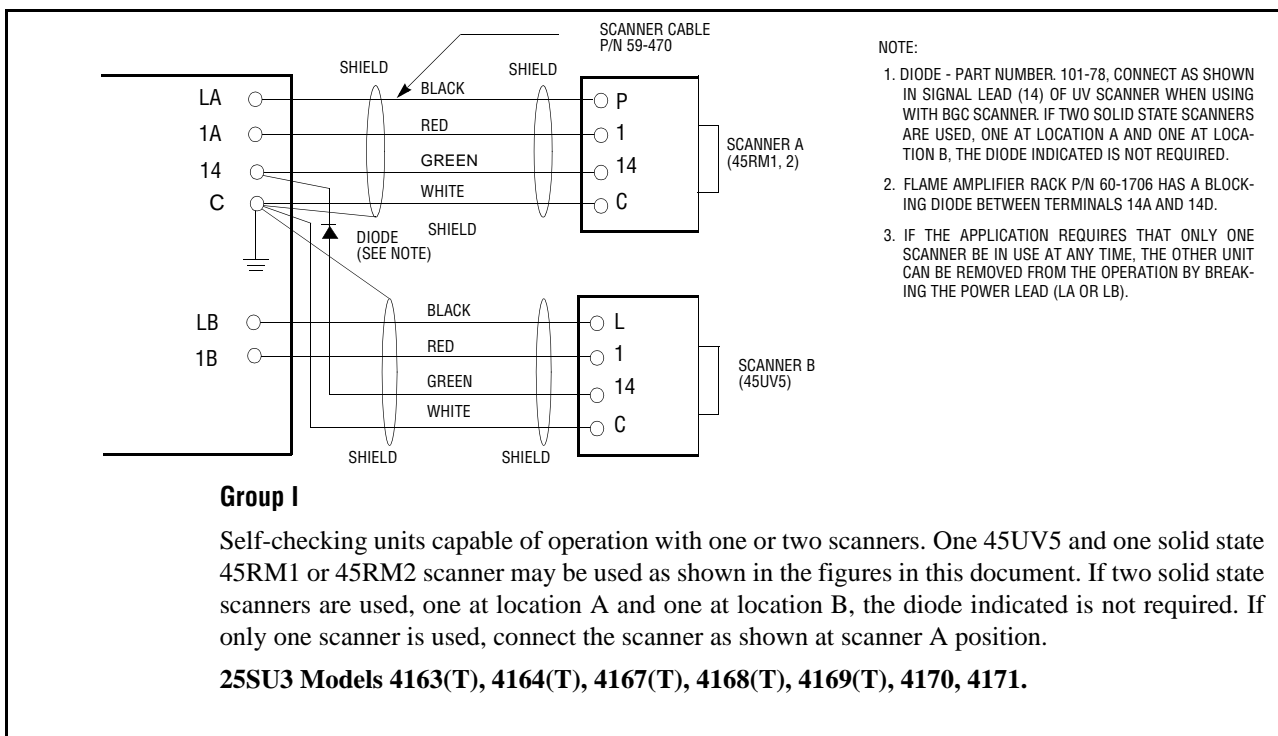 SCANNER CABLE
P/N 59-470
SHIELD
SHIELD
LA
BLACK
P
1A
RED
1
14
GREEN
14
C
WHITE
C
SCANNER A
(45RM1, 2)
DIODE
(SEE NOTE)
SHIELD
LB
BLACK
L
1B
RED
1
GREEN
14
WHITE
C
SCANNER B
(45UV5)
SHIELD
SHIELD
NOTE:
1. DIODE - PART NUMBER. 101-78, CONNECT AS SHOWN
IN SIGNAL LEAD (14) OF UV SCANNER WHEN USING
WITH BGC SCANNER. IF TWO SOLID STATE SCANNERS
ARE USED, ONE AT LOCATION A AND ONE AT LOCA-
TION B, THE DIODE INDICATED IS NOT REQUIRED.
2. FLAME AMPLIFIER RACK P/N 60-1706 HAS A BLOCK-
ING DIODE BETWEEN TERMINALS 14A AND 14D.
3. IF THE APPLICATION REQUIRES THAT ONLY ONE
SCANNER BE IN USE AT ANY TIME, THE OTHER UNIT
CAN BE REMOVED FROM THE OPERATION BY BREAK-
ING THE POWER LEAD (LA OR LB).
Group I
Self-checking units capable of operation with one or two scanners. One 45UV5 and one solid state
45RM1 or 45RM2 scanner may be used as shown in the figures in this document. If two solid state
scanners are used, one at location A and one at location B, the diode indicated is not required. If
only one scanner is used, connect the scanner as shown at scanner A position.
25SU3 Models 4163(T), 4164(T), 4167(T), 4168(T), 4169(T), 4170, 4171.